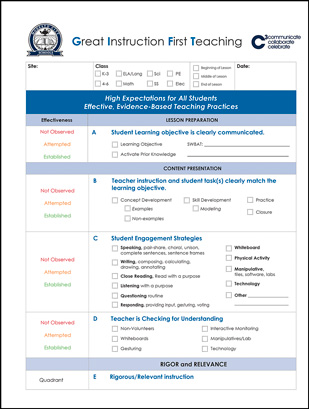 Great Instruction First Teaching
communicate
collaborate
celebrate
Site:
Class
K-3
ELA/Lang
Sci
PE
4-6
Math
SS
Elec
Beginning of Lesson
Middle of Lesson
End of Lesson
Date:
High Expectations for All Students
Effective, Evidence-Based Teaching Practices
Effectiveness
LESSON PREPARATION
Not Observed
Attempted
Established
A Student Learning objective is clearly communicated.
Learning Objective
SWBAT:
Activate Prior Knowledge
CONTENT PRESENTATION
Not Observed
Attempted
Established
B Teacher instruction and student task(s) clearly match the
learning objective.
Concept Development
Skill Development
Practice
Examples
Modeling
Closure
Non-examples
Not Observed
Attempted
Established
C Student Engagement Strategies
Speaking, pair-share, choral, unison,
complete sentences, sentence frames
Writing, composing, calculating,
drawing, annotating
Close Reading, Read with a purpose
Listening with a purpose
Questioning routine
Responding, providing input, gesturing, voting
Whiteboard
Physical Activity
Manipulative,
tiles, software, labs
Technology
Other
Not Observed
Attempted
Established
D Teacher is Checking for Understanding
Non-Volunteers
Interactive Monitoring
Whiteboards
Manipulatives/Lab
Gesturing
Technology
RIGOR and RELEVANCE
Quadrant
E Rigorous/Relevant instruction